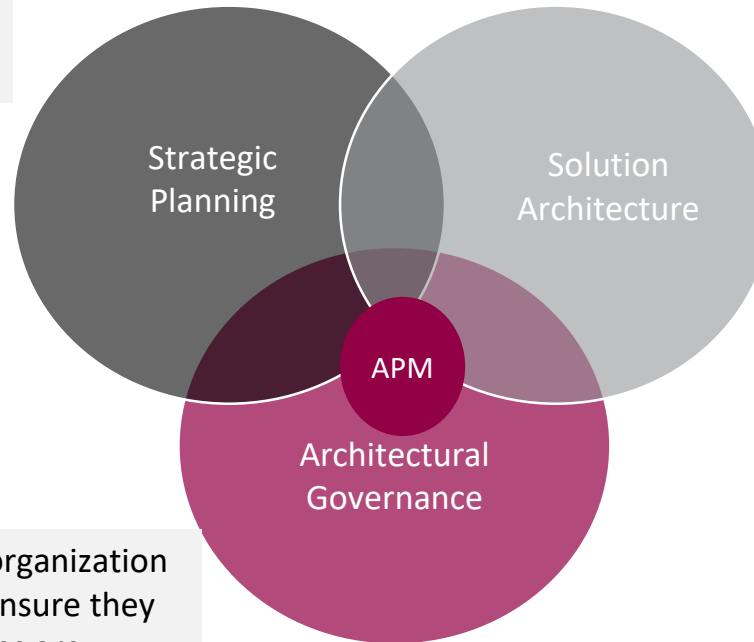 Strategic
Planning
Solution
Architecture
APM
Architectural
Governance
organization
nsure they